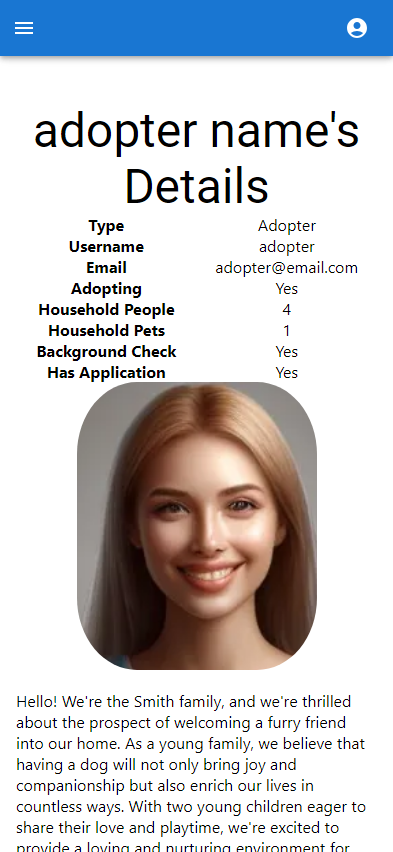 adopter name's
Details
Type Adopter
Username adopter
Email adopter@email.com
Adopting Yes
Household People 4
Household Pets 1
Background Check Yes
Has Application Yes
Hello! We're the Smith family, and we're thrilled
about the prospect of welcoming a furry friend
into our home. As a young family, we believe that
having a dog will not only bring joy and
companionship but also enrich our lives in
countless ways. With two young children eager to
share their love and playtime, we're excited to
provide a loving and nurturing environment for